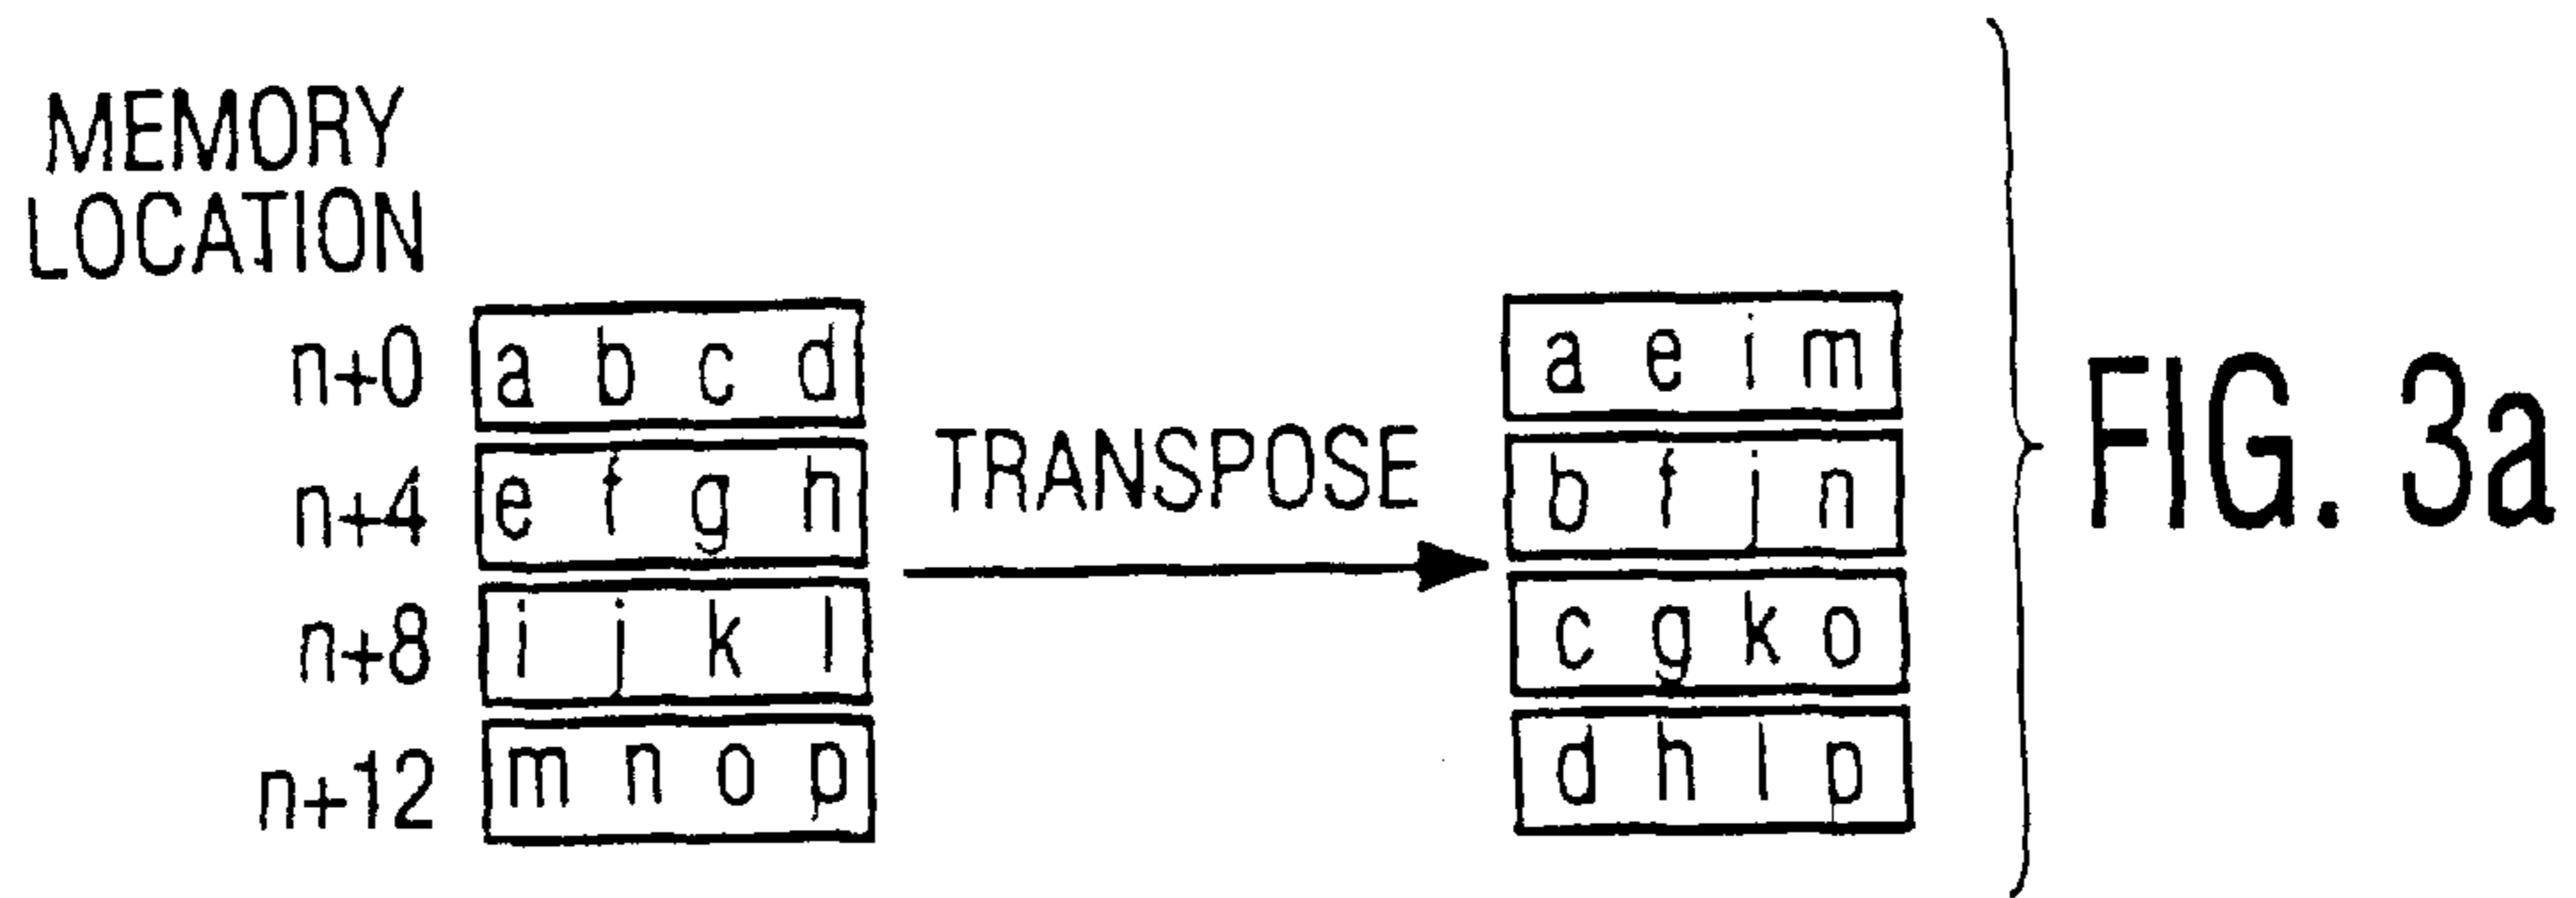 MEMORY
LOCATION
n+0 a b c d
n+4 e f g h
n+8 i j k l
n+12 m n o p
TRANSPOSE
a e i m
b f j n
c g k o
d h l p
FIG. 3a